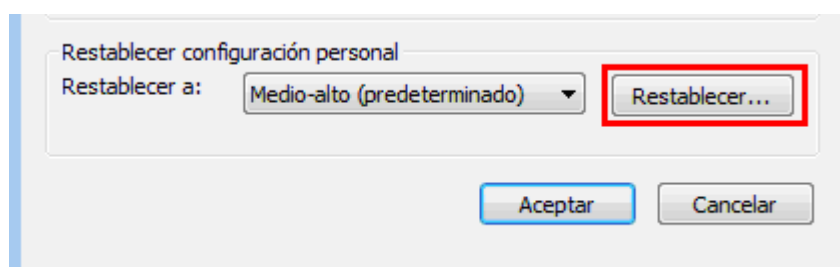 Restablecer configuración personal
Restablecer a: Medio-alto (predeterminado) Restablecer...
Aceptar Cancelar